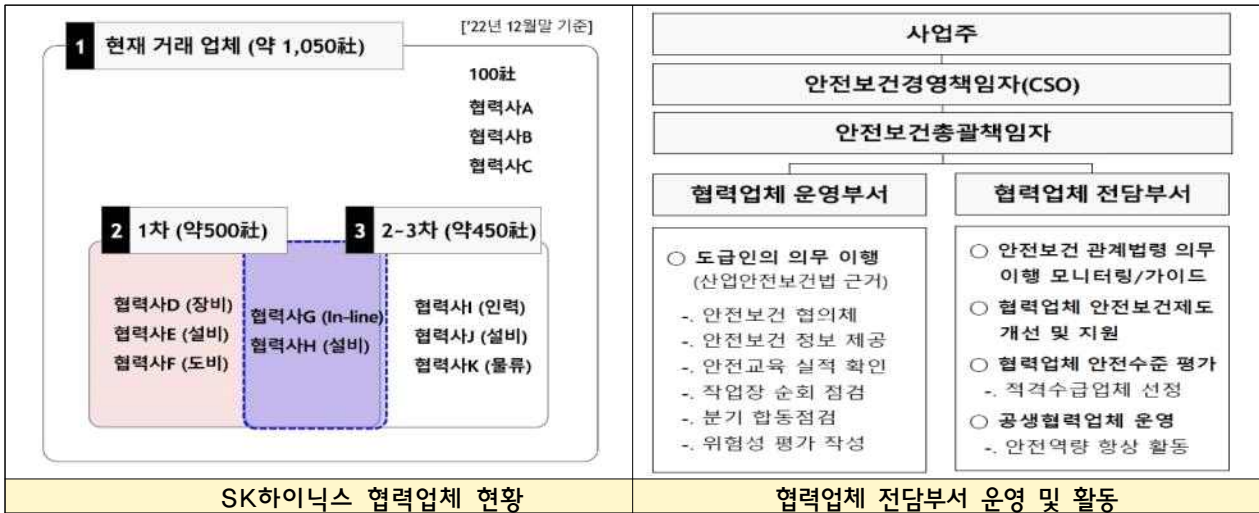 ['22년 12월말 기준]
1 현재 거래 업체 (약 1,050社)
100社
협력사A
협력사B
협력사C
2 1차 (약500社)
3 2-3차 (약450社)
협력사D (장비)
협력사E (설비)
협력사F (도비)
협력사G (In-line)
협력사H (설비)
협력사I (인력)
협력사J (설비)
협력사K (물류)
SK하이닉스 협력업체 현황
사업주
안전보건경영책임자(CSO)
안전보건총괄책임자
협력업체 운영부서
○ 도급인의 의무 이행
(산업안전보건법 근거)
-. 안전보건 협의체
-. 안전보건 정보 제공
-. 안전교육 실적 확인
-. 작업장 순회 점검
-. 분기 합동점검
-. 위험성 평가 작성
협력업체 전담부서
○ 안전보건 관계법령 의무
이행 모니터링/가이드
○ 협력업체 안전보건제도
개선 및 지원
○ 협력업체 안전수준 평가
-. 적격수급업체 선정
○ 공생협력업체 운영
-. 안전역량 항상 활동
협력업체 전담부서 운영 및 활동